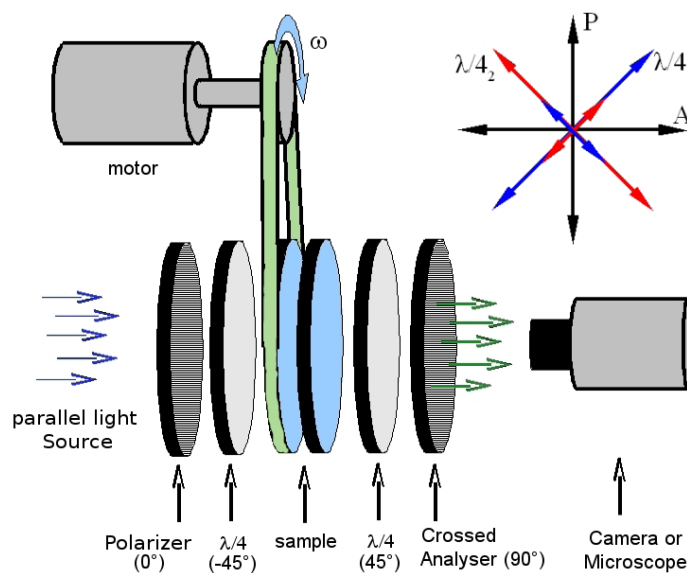 ω
P
λ/4₂
λ/4
A
motor
parallel light
Source
Polarizer
(0°)
λ/4
(-45°)
sample
λ/4
(45°)
Crossed
Analyser (90°)
Camera or
Microscope